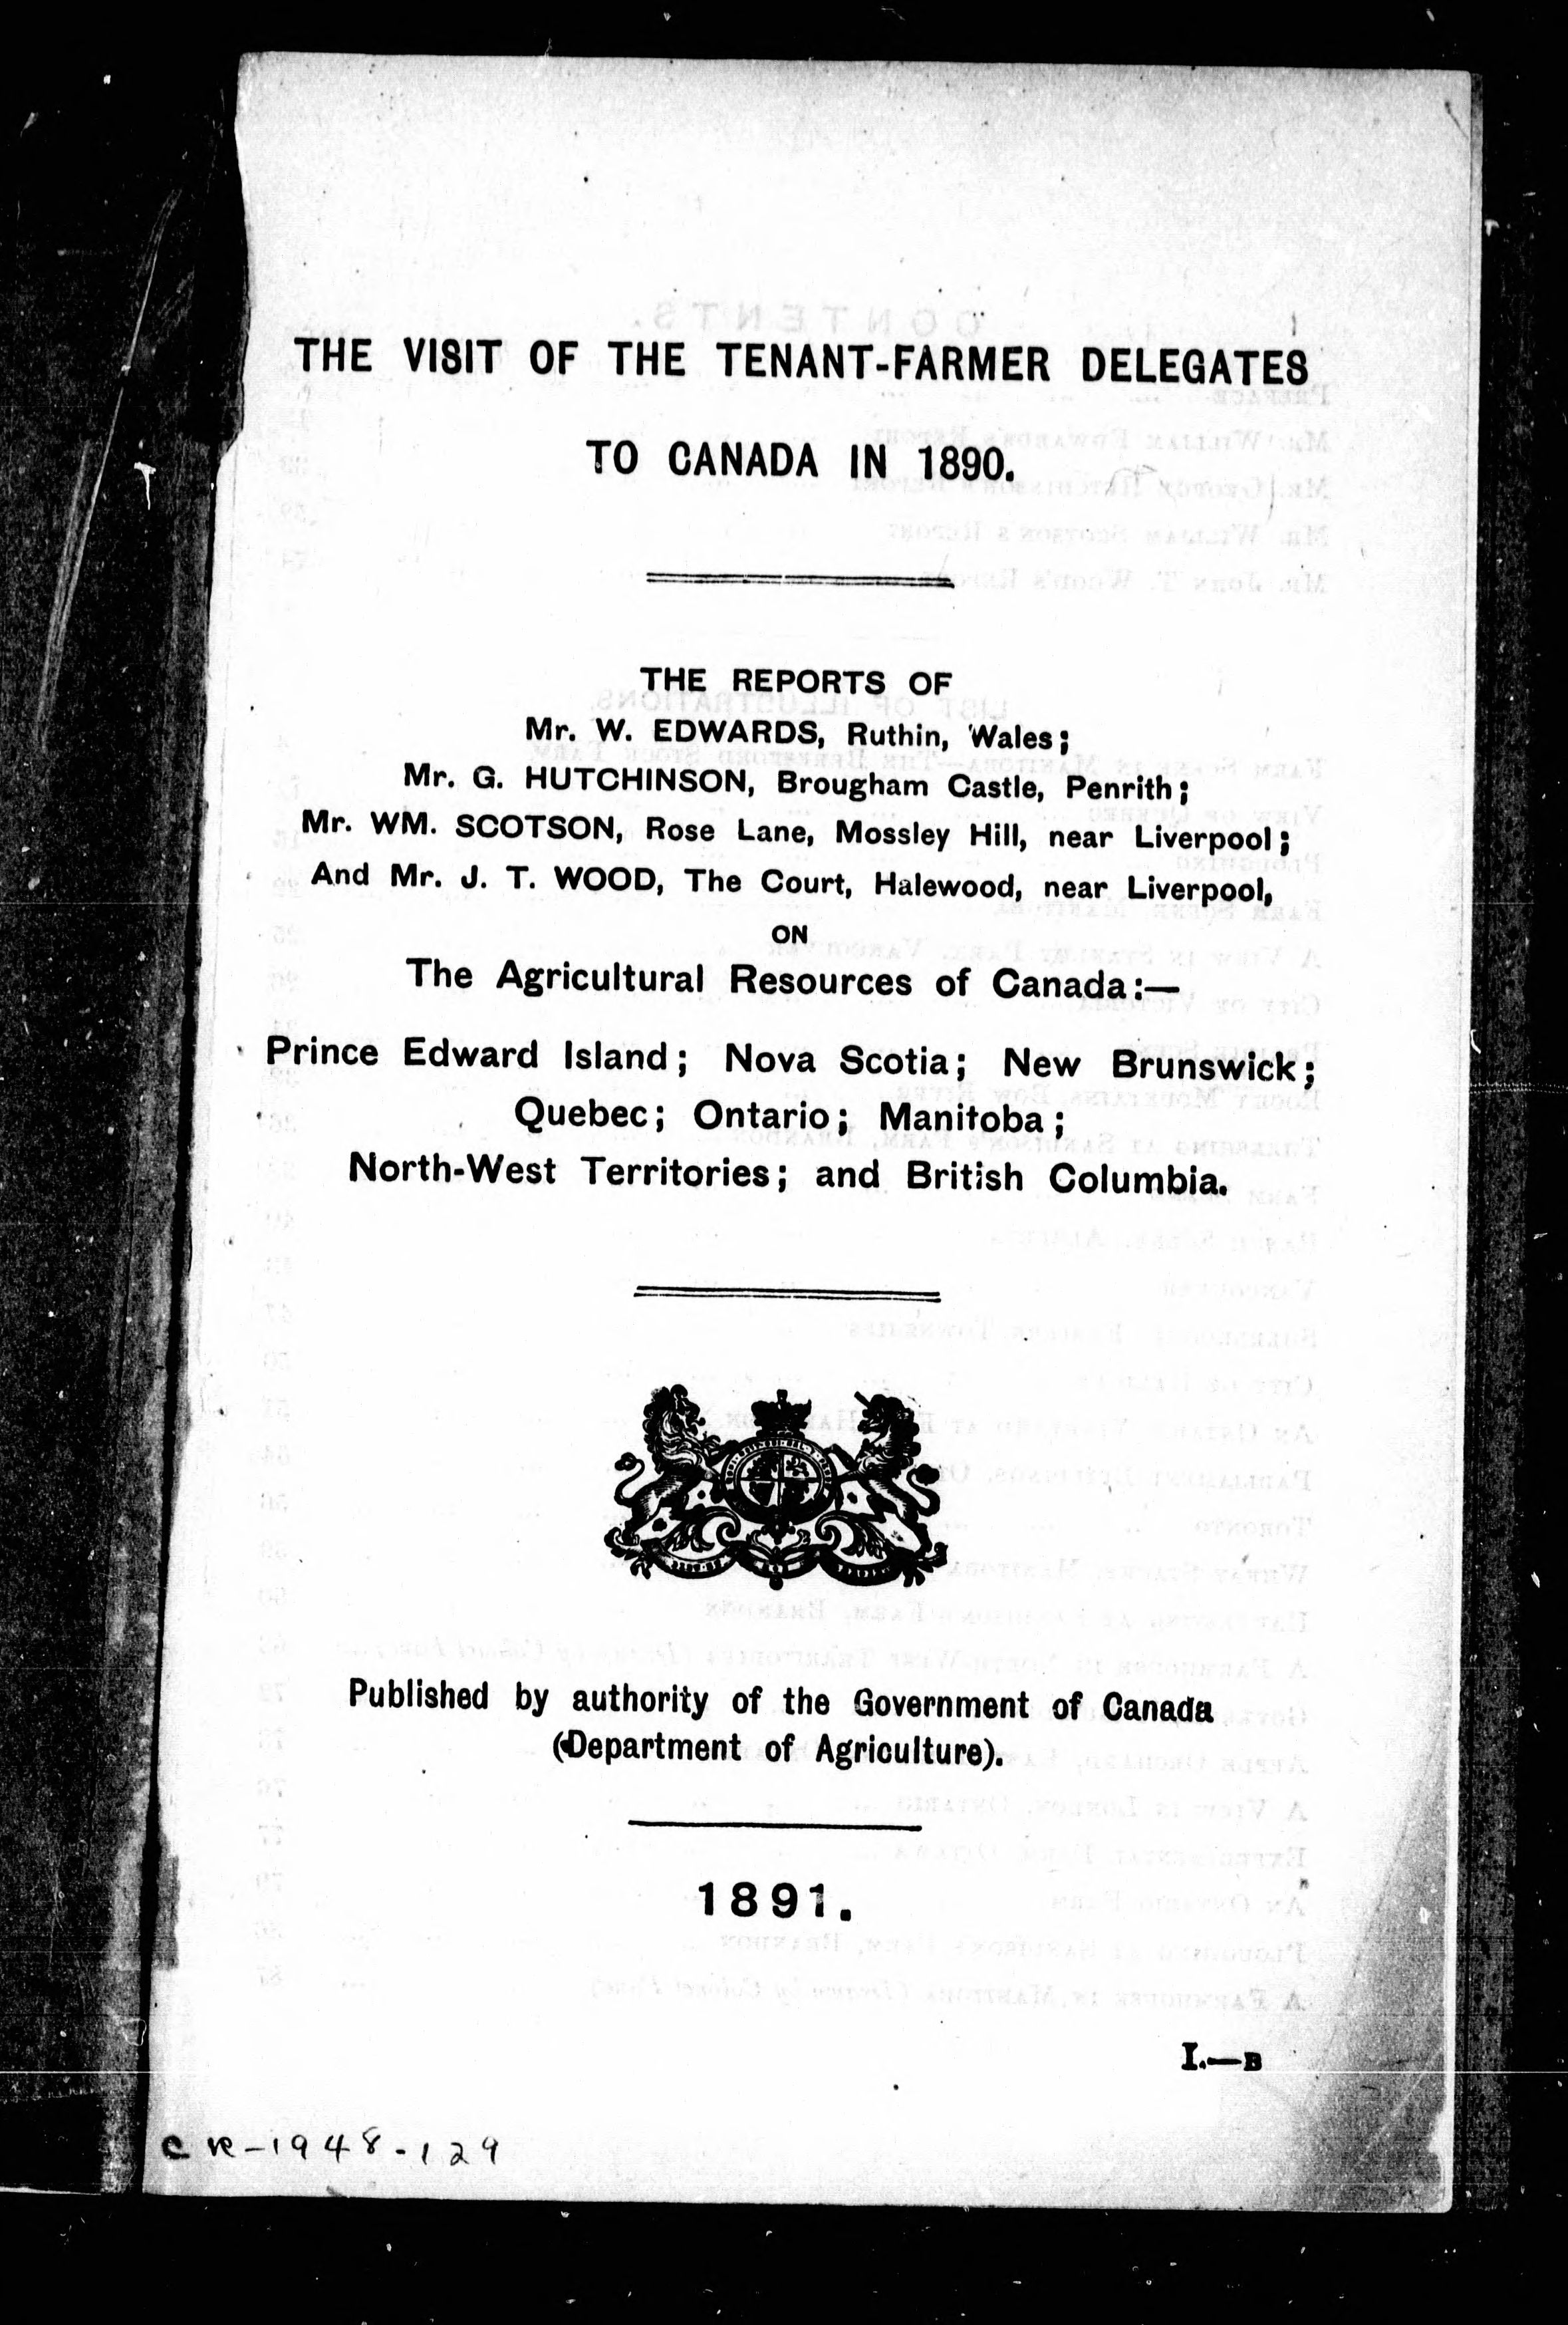 THE VISIT OF THE TENANT-FARMER DELEGATES
TO CANADA IN 1890.
THE REPORTS OF
Mr. W. EDWARDS, Ruthin, Wales;
Mr. G. HUTCHINSON, Brougham Castle, Penrith;
Mr. WM. SCOTSON, Rose Lane, Mossley Hill, near Liverpool;
And Mr. J. T. WOOD, The Court, Halewood, near Liverpool,
ON
The Agricultural Resources of Canada:—
Prince Edward Island; Nova Scotia; New Brunswick;
Quebec; Ontario; Manitoba;
North-West Territories; and British Columbia.
Published by authority of the Government of Canada
(Department of Agriculture).
1891.
I.—B
CR-1948-129